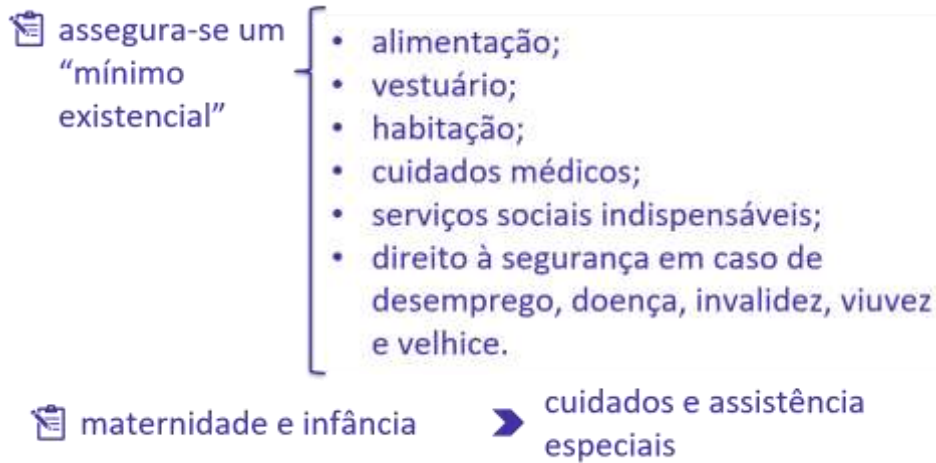 assegura-se um
“mínimo
existencial”
• alimentação;
• vestuário;
• habitação;
• cuidados médicos;
• serviços sociais indispensáveis;
• direito à segurança em caso de
desemprego, doença, invalidez, viuvez
e velhice.
maternidade e infância
cuidados e assistência
especiais